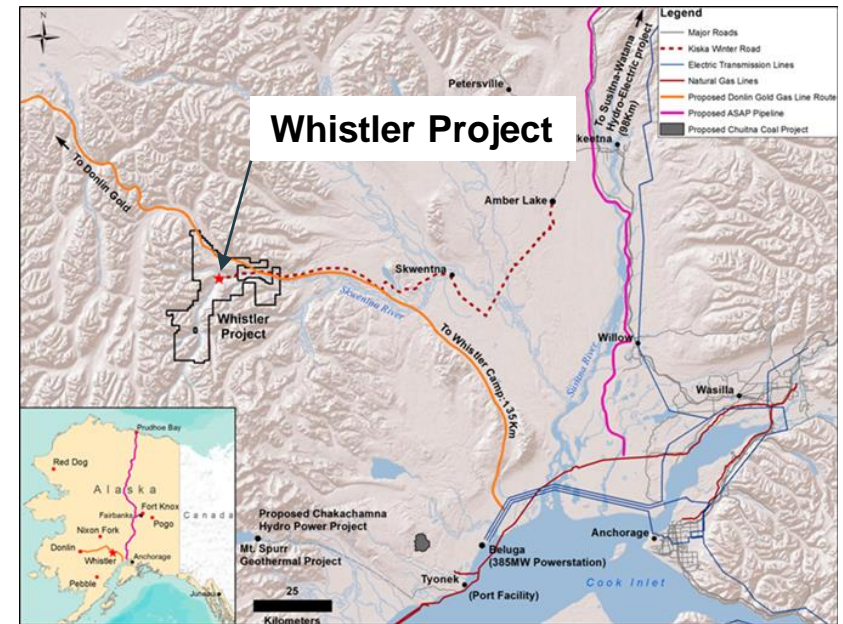 N
Legend
Major Roads
Kiska Winter Road
Electric Transmission Lines
Natural Gas Lines
Proposed Donlin Gold Gas Line Route
Proposed ASAP Pipeline
Proposed Chuitna Coal Project
To Susitna-Watana
Hydro-Electric project
(98Km)
Petersville
keetna
Whistler Project
To Donlin Gold
Amber Lake
Skwentna
Skwentna River
Whistler
Project
To Whistler Camp:135Km
Susitna River
Willow
Wasilla
Prudhoe Bay
Red Dog
Alaska
Canada
Fort Knox
Fairbanks
Pogo
Nixon Fork
Donlin
Anchorage
Whistler
Pebble
Juneau
Proposed Chakachamna
Hydro Power Project
Mt. Spurr
Geothermal Project
Anchorage
Beluga
(385MW Powerstation)
Tyonek
(Port Facility)
Cook Inlet
25
Kilometers